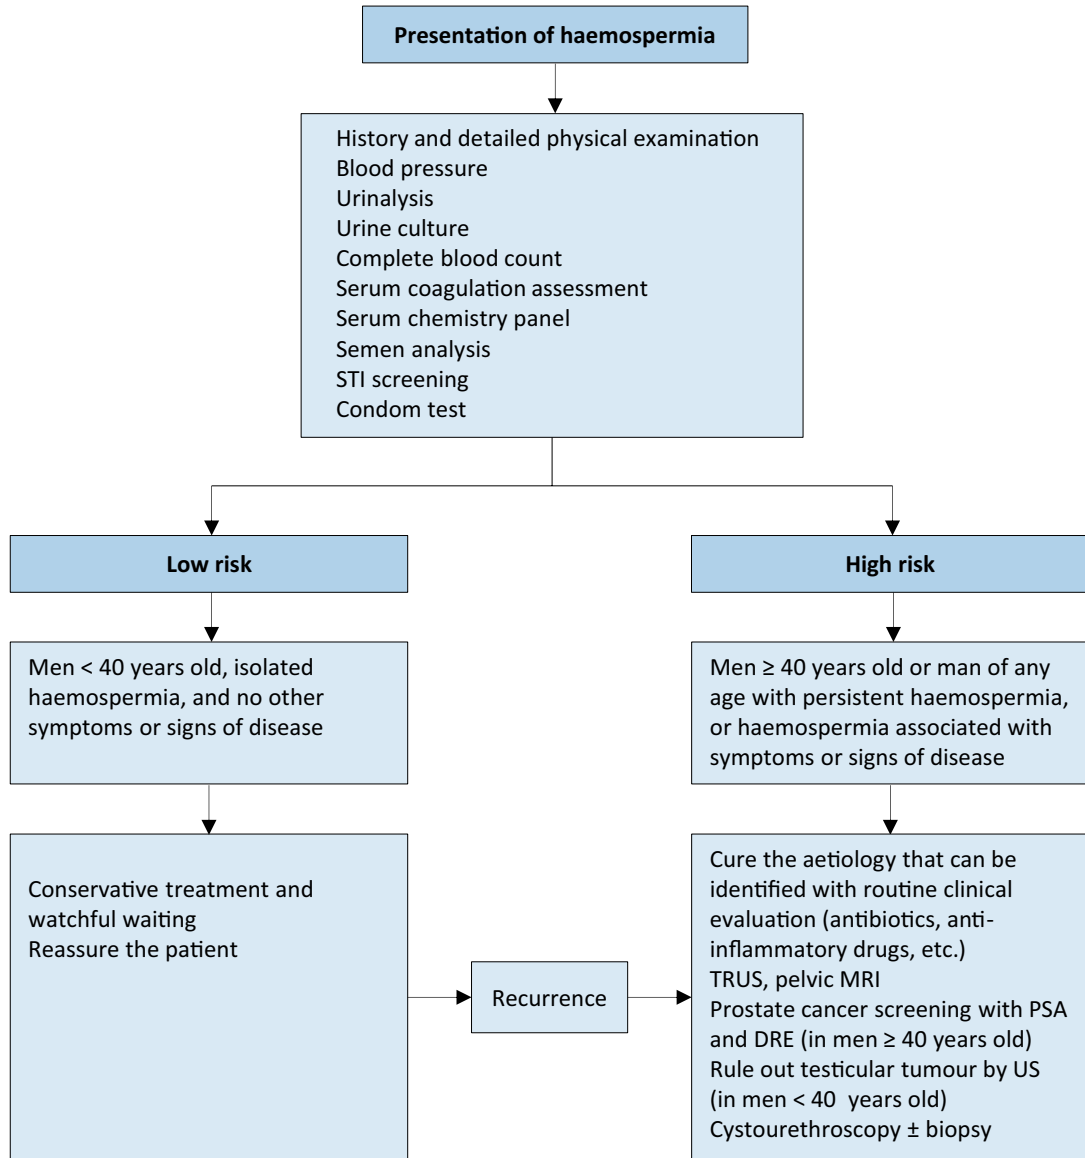 Presentation of haemospermia
History and detailed physical examination
Blood pressure
Urinalysis
Urine culture
Complete blood count
Serum coagulation assessment
Serum chemistry panel
Semen analysis
STI screening
Condom test
Low risk
High risk
Men < 40 years old, isolated
haemospermia, and no other
symptoms or signs of disease
Men ≥ 40 years old or man of any
age with persistent haemospermia,
or haemospermia associated with
symptoms or signs of disease
Conservative treatment and
watchful waiting
Reassure the patient
Recurrence
Cure the aetiology that can be
identified with routine clinical
evaluation (antibiotics, anti-
inflammatory drugs, etc.)
TRUS, pelvic MRI
Prostate cancer screening with PSA
and DRE (in men ≥ 40 years old)
Rule out testicular tumour by US
(in men < 40 years old)
Cystourethroscopy ± biopsy